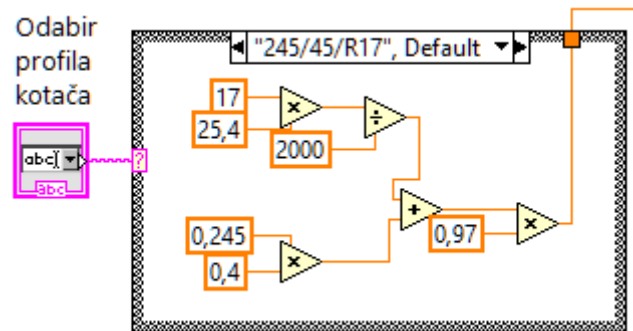 Odabir
profila
kotača
"245/45/R17", Default
17
×
25,4
÷
2000
abc
?
abc
+
0,245
×
0,4
0,97
×